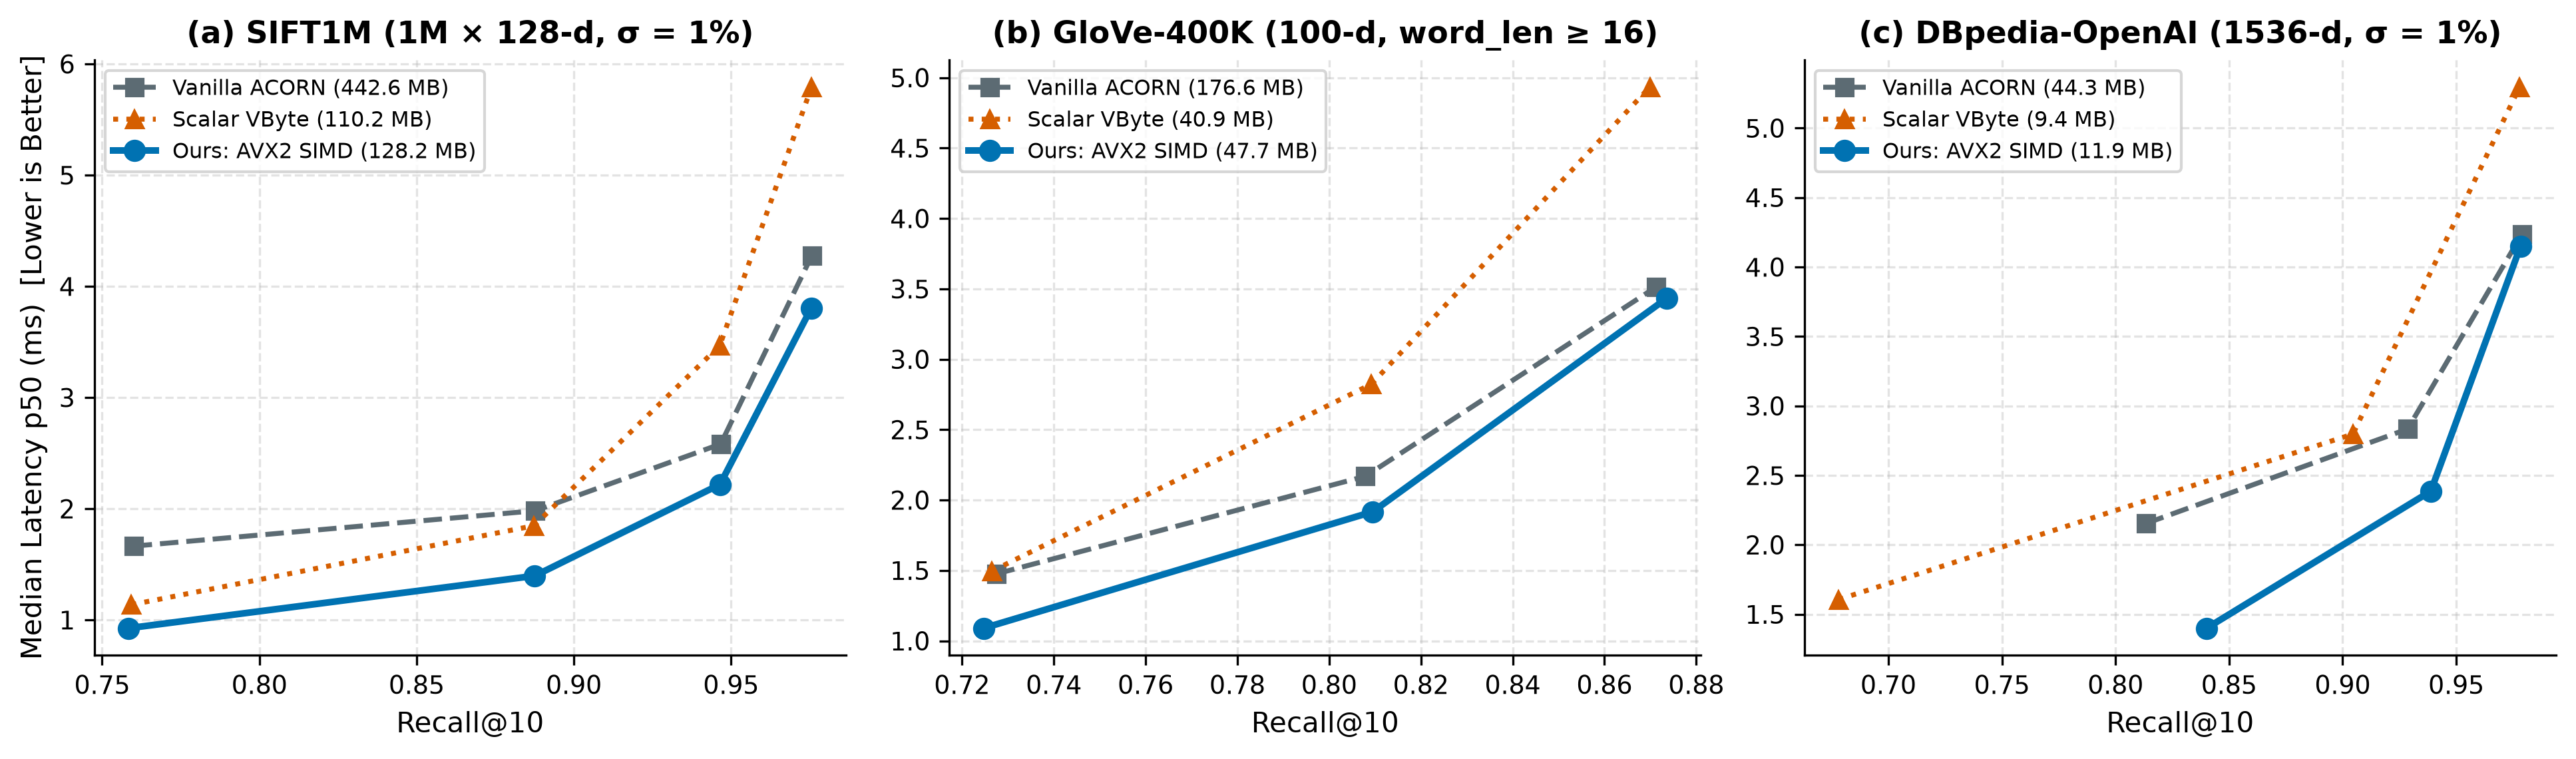 (a) SIFT1M (1M × 128-d, σ = 1%)
Median Latency p50 (ms)  [Lower is Better]
6
5
4
3
2
1
Vanilla ACORN (442.6 MB)
Scalar VByte (110.2 MB)
Ours: AVX2 SIMD (128.2 MB)
0.75 0.80 0.85 0.90 0.95
Recall@10
(b) GloVe-400K (100-d, word_len ≥ 16)
5.0
4.5
4.0
3.5
3.0
2.5
2.0
1.5
1.0
Vanilla ACORN (176.6 MB)
Scalar VByte (40.9 MB)
Ours: AVX2 SIMD (47.7 MB)
0.72 0.74 0.76 0.78 0.80 0.82 0.84 0.86 0.88
Recall@10
(c) DBpedia-OpenAI (1536-d, σ = 1%)
5.0
4.5
4.0
3.5
3.0
2.5
2.0
1.5
Vanilla ACORN (44.3 MB)
Scalar VByte (9.4 MB)
Ours: AVX2 SIMD (11.9 MB)
0.70 0.75 0.80 0.85 0.90 0.95
Recall@10